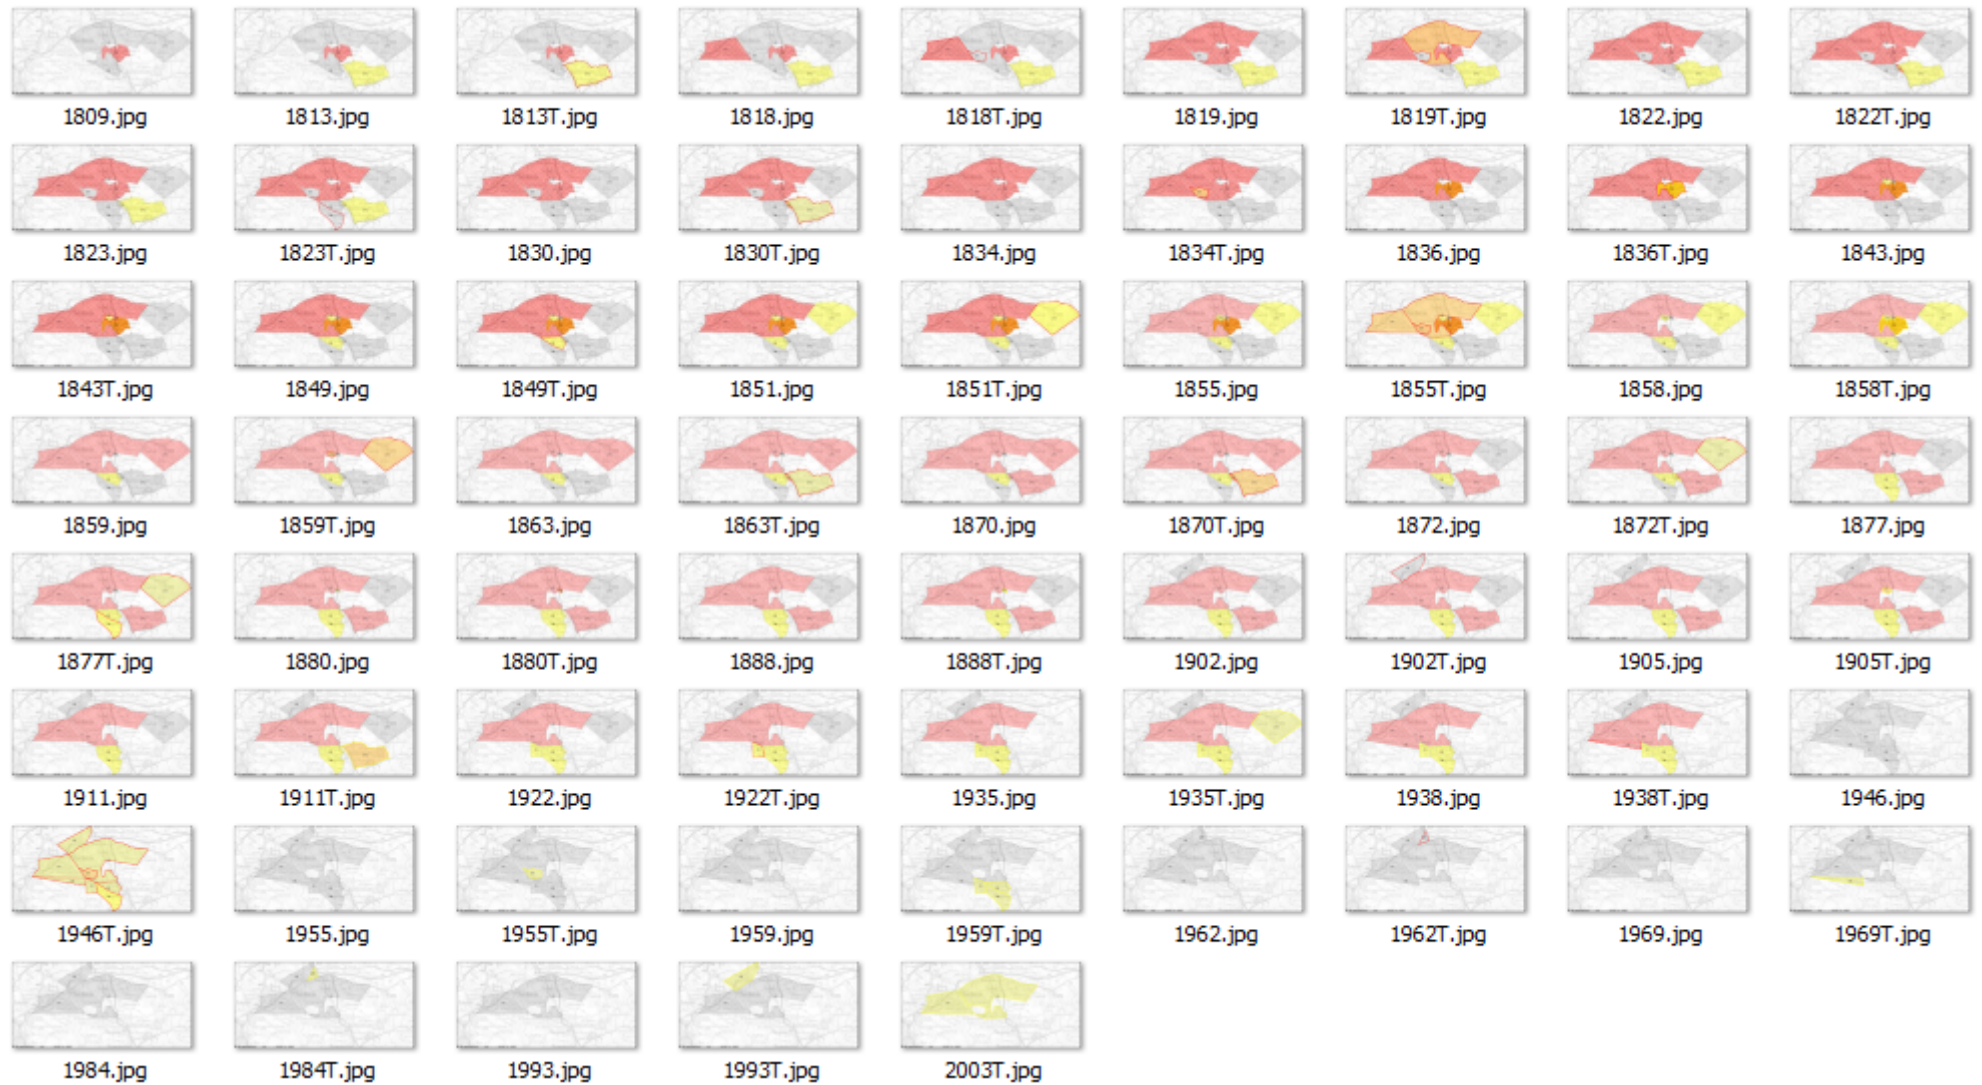 1809.jpg 1813.jpg 1813T.jpg 1818.jpg 1818T.jpg 1819.jpg 1819T.jpg 1822.jpg 1822T.jpg
1823.jpg 1823T.jpg 1830.jpg 1830T.jpg 1834.jpg 1834T.jpg 1836.jpg 1836T.jpg 1843.jpg
1843T.jpg 1849.jpg 1849T.jpg 1851.jpg 1851T.jpg 1855.jpg 1855T.jpg 1858.jpg 1858T.jpg
1859.jpg 1859T.jpg 1863.jpg 1863T.jpg 1870.jpg 1870T.jpg 1872.jpg 1872T.jpg 1877.jpg
1877T.jpg 1880.jpg 1880T.jpg 1888.jpg 1888T.jpg 1902.jpg 1902T.jpg 1905.jpg 1905T.jpg
1911.jpg 1911T.jpg 1922.jpg 1922T.jpg 1935.jpg 1935T.jpg 1938.jpg 1938T.jpg 1946.jpg
1946T.jpg 1955.jpg 1955T.jpg 1959.jpg 1959T.jpg 1962.jpg 1962T.jpg 1969.jpg 1969T.jpg
1984.jpg 1984T.jpg 1993.jpg 1993T.jpg 2003T.jpg